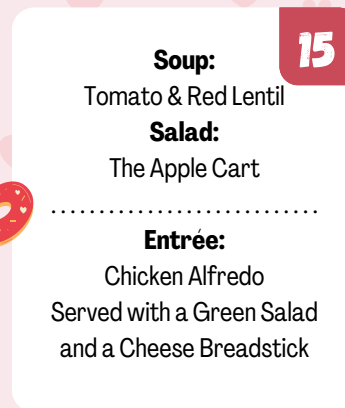 15
Soup:
Tomato & Red Lentil
Salad:
The Apple Cart
............................
Entrée:
Chicken Alfredo
Served with a Green Salad
and a Cheese Breadstick